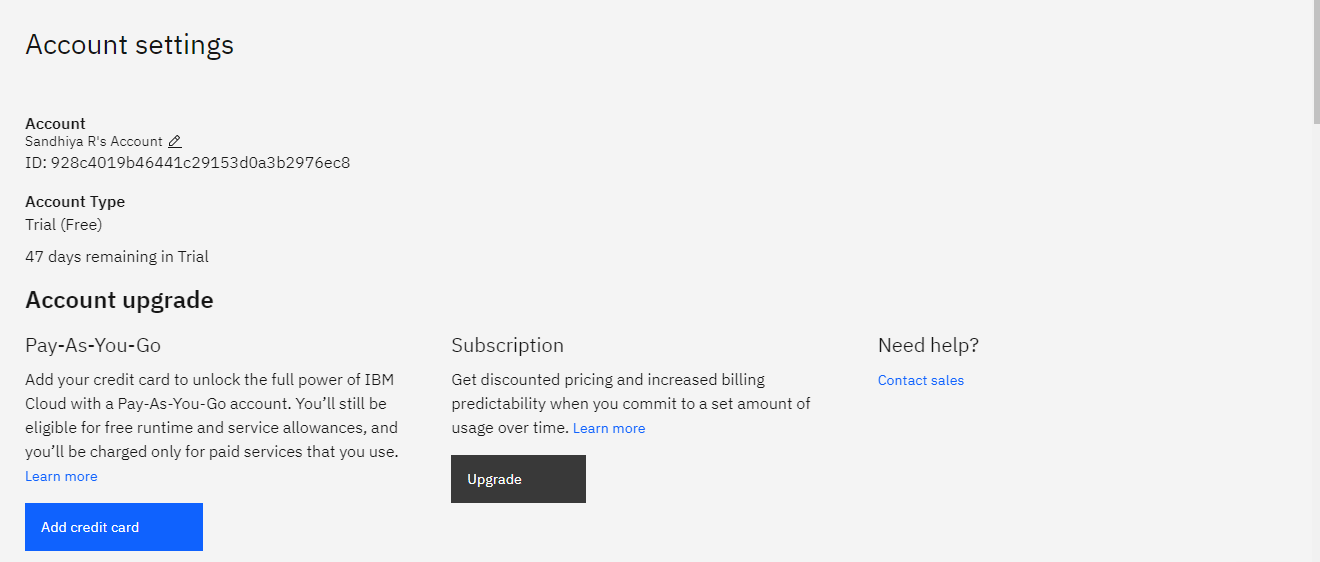 Account settings
Account
Sandhiya R's Account
ID: 928c4019b46441c29153d0a3b2976ec8
Account Type
Trial (Free)
47 days remaining in Trial
Account upgrade
Pay-As-You-Go
Add your credit card to unlock the full power of IBM
Cloud with a Pay-As-You-Go account. You’ll still be
eligible for free runtime and service allowances, and
you’ll be charged only for paid services that you use.
Learn more
Add credit card
Subscription
Get discounted pricing and increased billing
predictability when you commit to a set amount of
usage over time. Learn more
Upgrade
Need help?
Contact sales